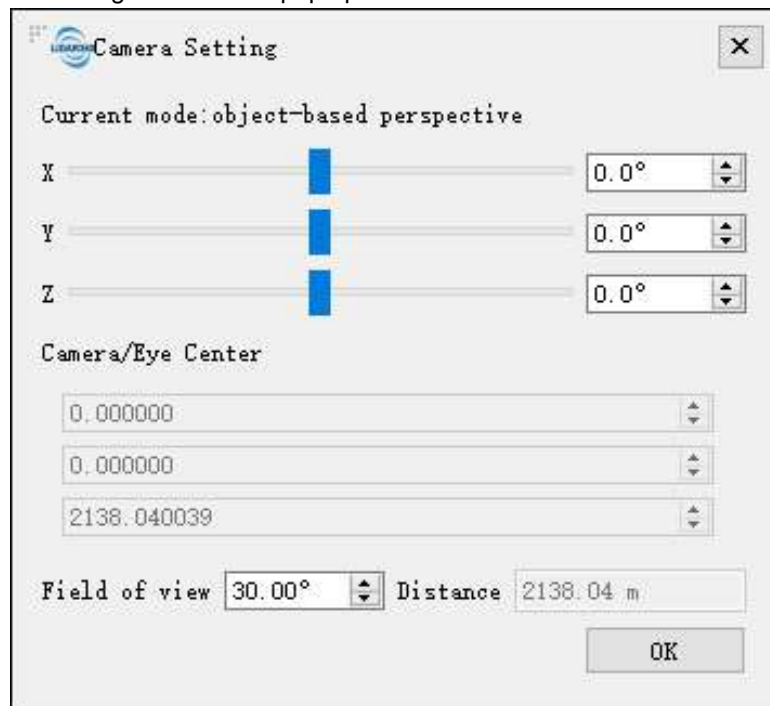 Camera Setting
Current mode:object-based perspective
X 0.0°
Y 0.0°
Z 0.0°
Camera/Eye Center
0.000000
0.000000
2138.040039
Field of view 30.00° Distance 2138.04 m
OK